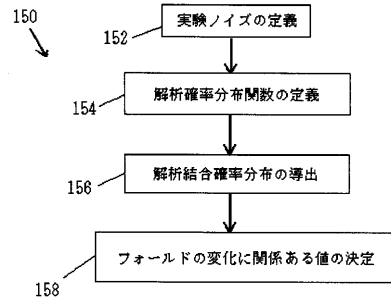 150
152
実験ノイズの定義
154
解析確率分布関数の定義
156
解析結合確率分布の導出
フォールドの変化に関係ある値の決定
158